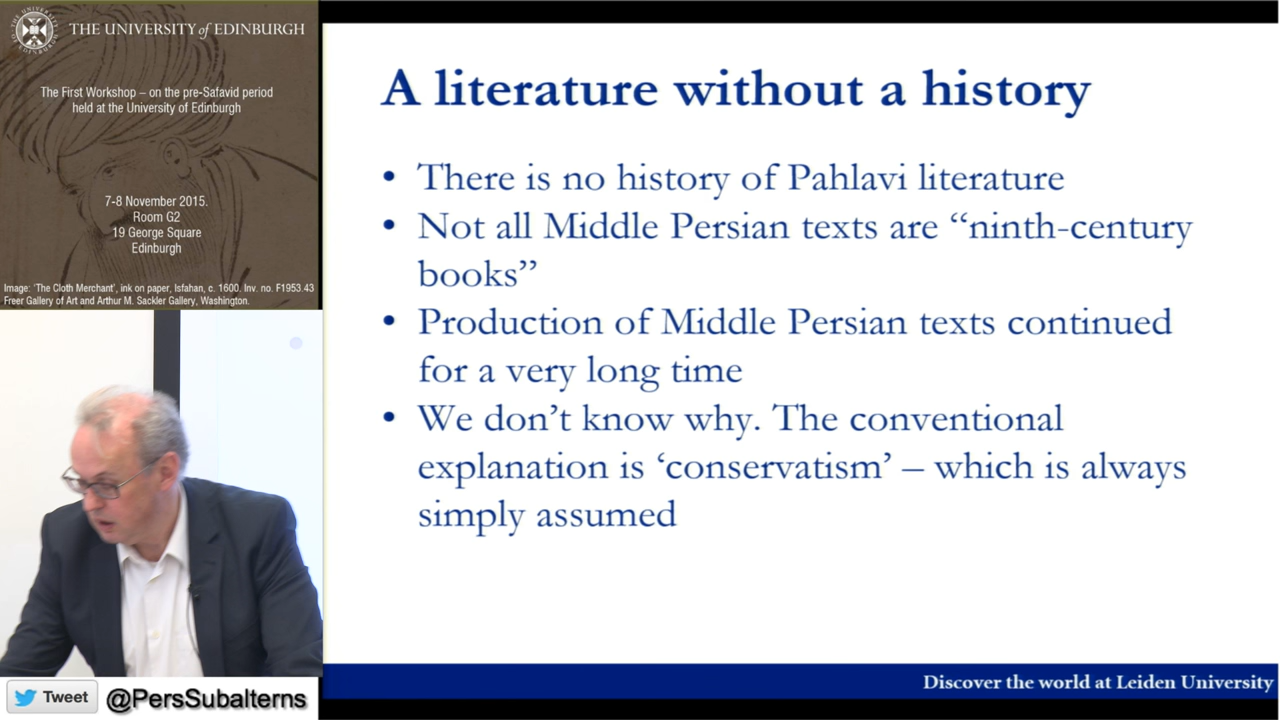 THE UNIVERSITY of EDINBURGH
The First Workshop – on the pre-Safavid period
held at the University of Edinburgh
7-8 November 2015.
Room G2
19 George Square
Edinburgh
Image: ‘The Cloth Merchant’, ink on paper, Isfahan, c. 1600. Inv. no. F1953.43
Freer Gallery of Art and Arthur M. Sackler Gallery, Washington.
A literature without a history
• There is no history of Pahlavi literature
• Not all Middle Persian texts are “ninth-century
books”
• Production of Middle Persian texts continued
for a very long time
• We don’t know why. The conventional
explanation is ‘conservatism’ – which is always
simply assumed
Discover the world at Leiden University
Tweet @PersSubalterns